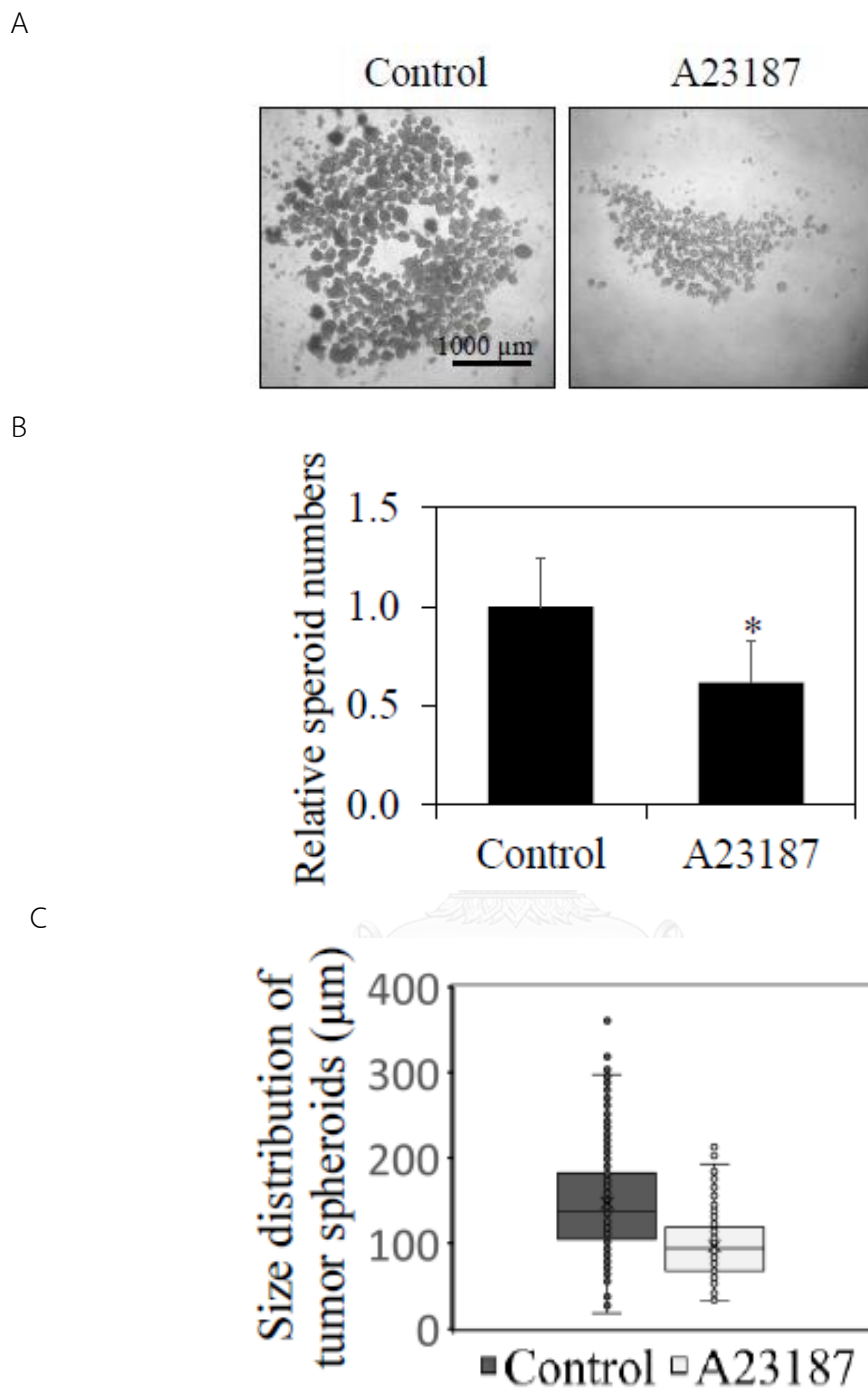 A
Control A23187
1000 µm
B
Relative speroid numbers
1.5
1.0
0.5
0.0
*
Control A23187
C
Size distribution of
tumor spheroids (µm)
400
300
200
100
0
Control A23187